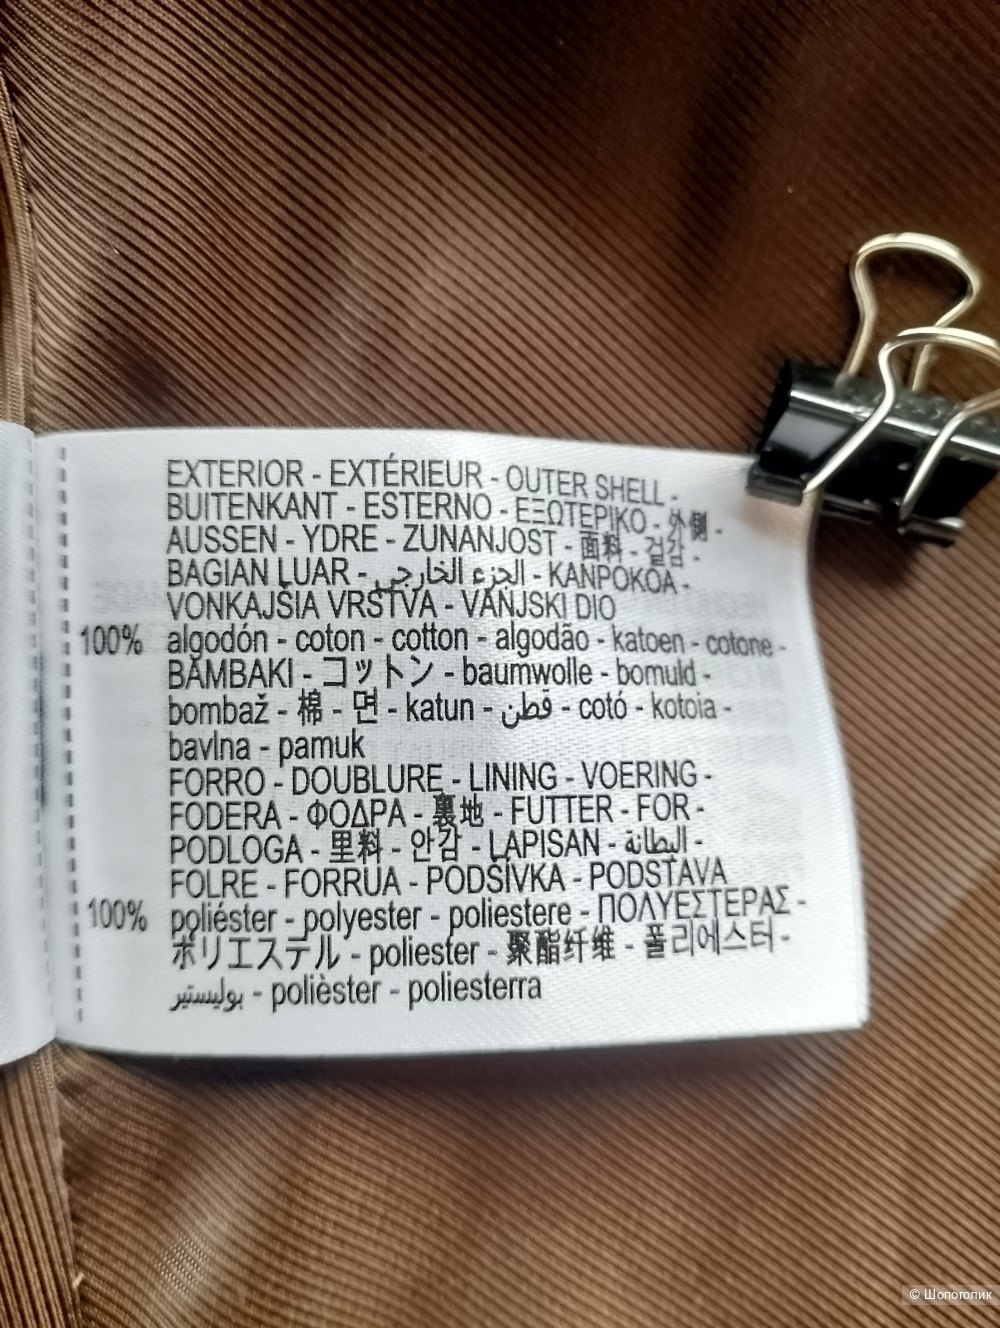 EXTERIOR - EXTÉRIEUR - OUTER SHELL -
BUITENKANT - ESTERNO - ΕΞΩΤΕΡΙΚΟ - 外側 -
AUSSEN - YDRE - ZUNANJOST - 面料 - 겉감 -
BAGIAN LUAR - الجزء الخارجي - KANPOKOA -
VONKAJŠIA VRSTVA - VANJSKI DIO
100% algodón - coton - cotton - algodão - katoen - cotone -
BAMBAKI - コットン - baumwolle - bomuld -
bombaž - 棉 - 면 - katun - قطن - cotó - kotoia -
bavlna - pamuk
FORRO - DOUBLURE - LINING - VOERING -
FODERA - ΦΟΔΡΑ - 裏地 - FUTTER - FOR -
PODLOGA - 里料 - 안감 - LAPISAN - البطانة -
FOLRE - FORRUA - PODŠÍVKA - PODSTAVA
100% poliéster - polyester - poliestere - ΠΟΛΥΕΣΤΕΡΑΣ -
ポリエステル - poliester - 聚酯纤维 - 폴리에스터 -
بوليستير - polièster - poliesterra
© Шопоголик